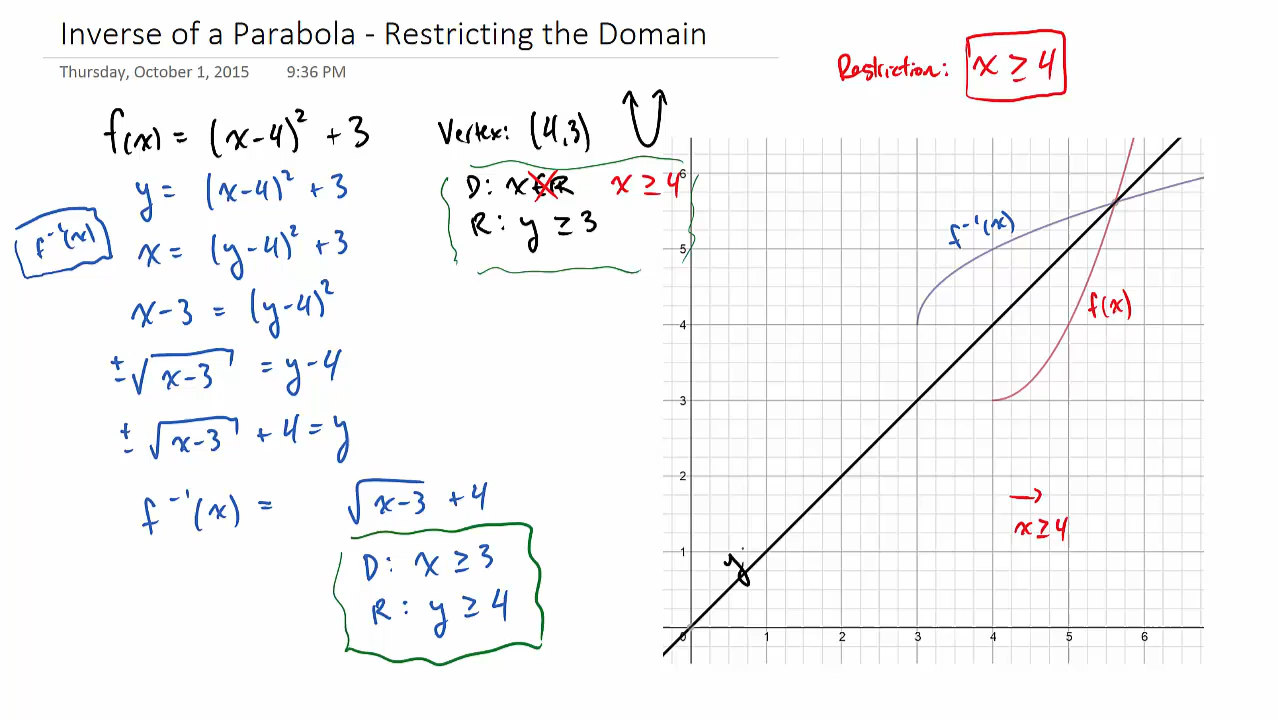 Inverse of a Parabola - Restricting the Domain
Thursday, October 1, 2015 9:36 PM
Restriction: x ≥ 4
f(x) = (x-4)² + 3
Vertex: (4,3)
y = (x-4)² + 3
D: x∈R x ≥ 4
R: y ≥ 3
f⁻¹(x)
x = (y-4)² + 3
x-3 = (y-4)²
±√(x-3) = y-4
±√(x-3) + 4 = y
f⁻¹(x) = √(x-3) + 4
D: x ≥ 3
R: y ≥ 4
6
5
4
3
2
1
0 1 2 3 4 5 6
f⁻¹(x)
f(x)
x ≥ 4
y